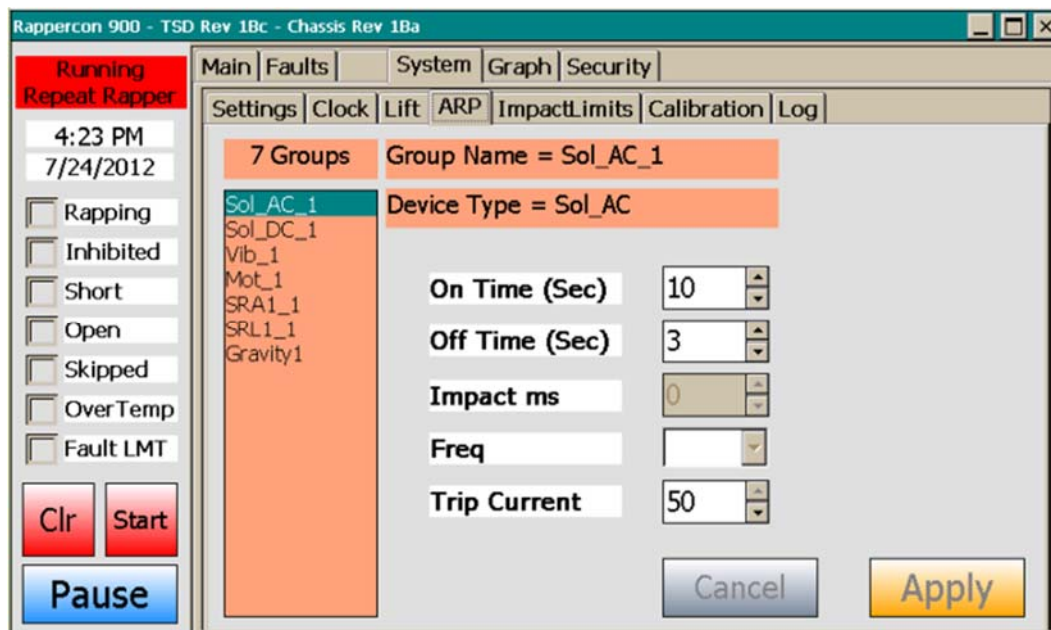 Rappercon 900 - TSD Rev 1Bc - Chassis Rev 1Ba
Running
Repeat Rapper
4:23 PM
7/24/2012
Rapping
Inhibited
Short
Open
Skipped
OverTemp
Fault LMT
Clr
Start
Pause
Main
Faults
System
Graph
Security
Settings
Clock
Lift
ARP
ImpactLimits
Calibration
Log
7 Groups
Group Name = Sol_AC_1
Device Type = Sol_AC
Sol_AC_1
Sol_DC_1
Vib_1
Mot_1
SRA1_1
SRL1_1
Gravity1
On Time (Sec)
10
Off Time (Sec)
3
Impact ms
0
Freq
Trip Current
50
Cancel
Apply